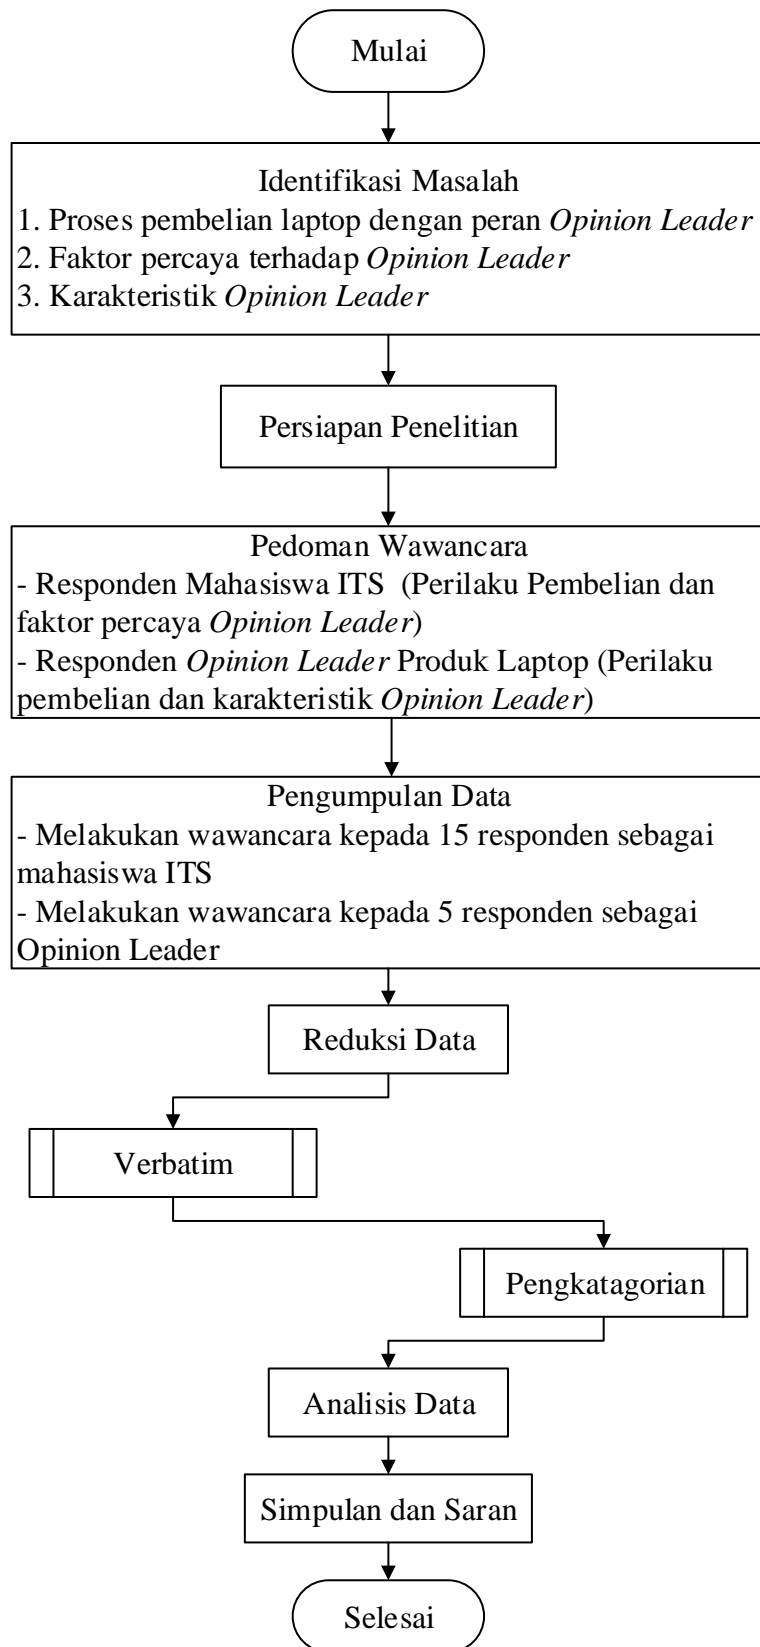 Mulai
Identifikasi Masalah
1. Proses pembelian laptop dengan peran Opinion Leader
2. Faktor percaya terhadap Opinion Leader
3. Karakteristik Opinion Leader
Persiapan Penelitian
Pedoman Wawancara
- Responden Mahasiswa ITS (Perilaku Pembelian dan
faktor percaya Opinion Leader)
- Responden Opinion Leader Produk Laptop (Perilaku
pembelian dan karakteristik Opinion Leader)
Pengumpulan Data
- Melakukan wawancara kepada 15 responden sebagai
mahasiswa ITS
- Melakukan wawancara kepada 5 responden sebagai
Opinion Leader
Reduksi Data
Verbatim
Pengkatagorian
Analisis Data
Simpulan dan Saran
Selesai